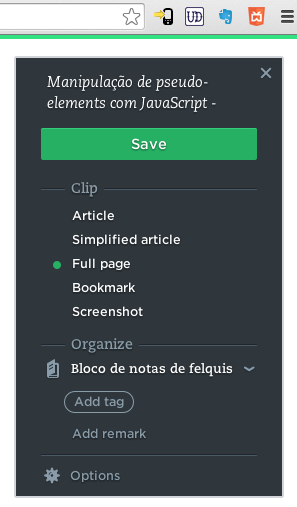 UD
Manipulação de pseudo-
elements com JavaScript -
Save
Clip
Article
Simplified article
Full page
Bookmark
Screenshot
Organize
Bloco de notas de felquis
Add tag
Add remark
Options